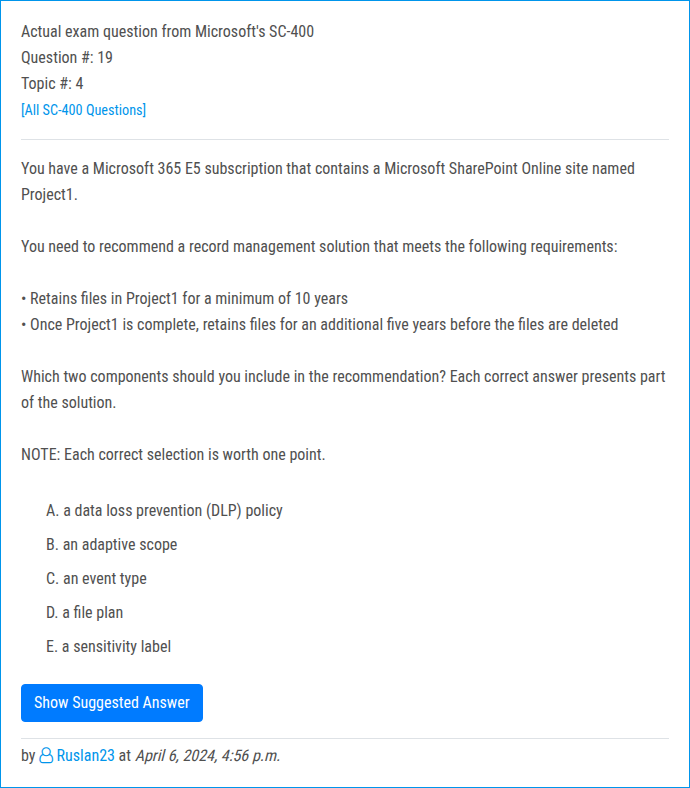 Actual exam question from Microsoft's SC-400
Question #: 19
Topic #: 4
[All SC-400 Questions]
You have a Microsoft 365 E5 subscription that contains a Microsoft SharePoint Online site named
Project1.
You need to recommend a record management solution that meets the following requirements:
• Retains files in Project1 for a minimum of 10 years
• Once Project1 is complete, retains files for an additional five years before the files are deleted
Which two components should you include in the recommendation? Each correct answer presents part
of the solution.
NOTE: Each correct selection is worth one point.
A. a data loss prevention (DLP) policy
B. an adaptive scope
C. an event type
D. a file plan
E. a sensitivity label
Show Suggested Answer
by Ruslan23 at April 6, 2024, 4:56 p.m.